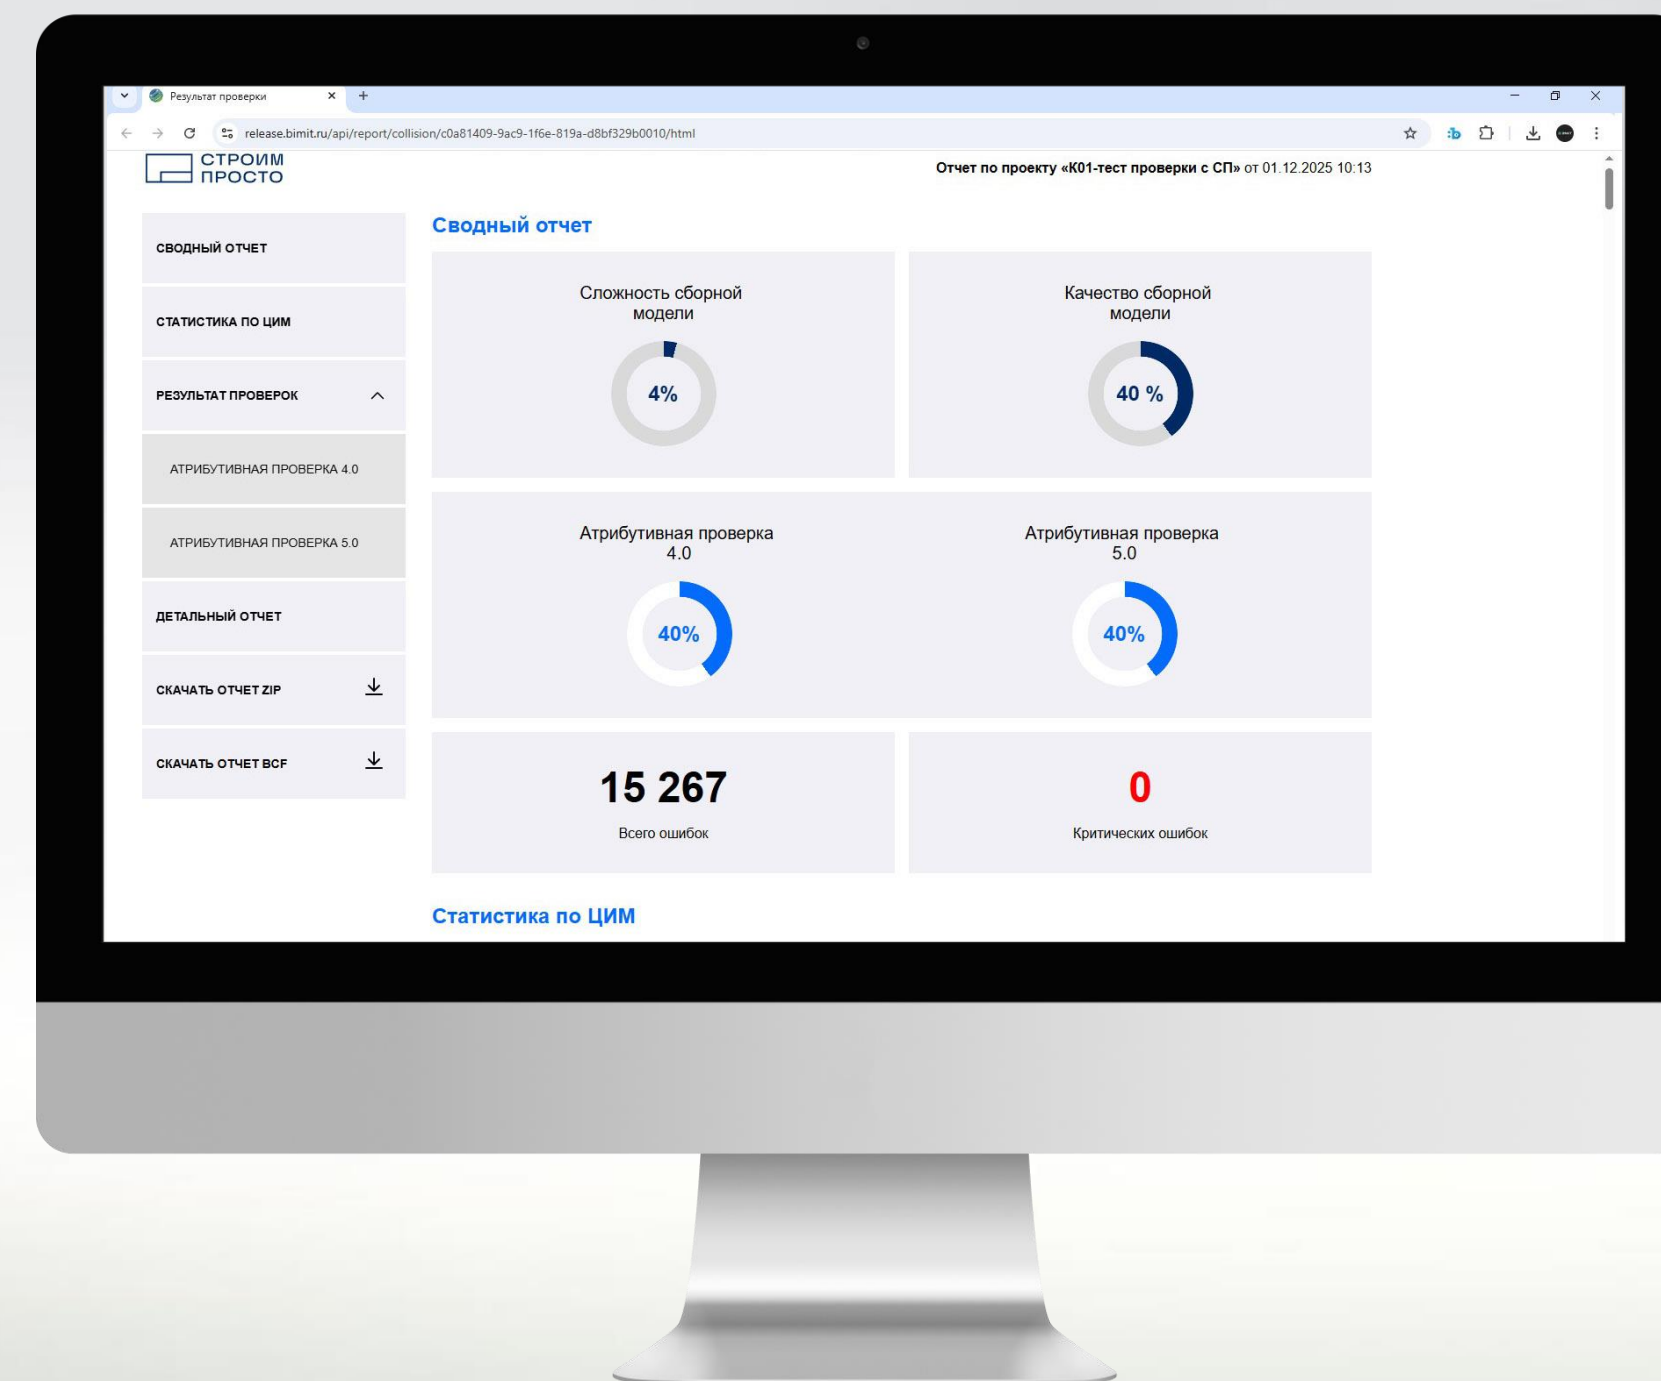 Результат проверки
release.bimit.ru/api/report/collision/c0a81409-9ac9-1f6e-819a-d8bf329b0010/html
СТРОИМ
ПРОСТО
Отчет по проекту «К01-тест проверки с СП» от 01.12.2025 10:13
СВОДНЫЙ ОТЧЕТ
СТАТИСТИКА ПО ЦИМ
РЕЗУЛЬТАТ ПРОВЕРОК
АТРИБУТИВНАЯ ПРОВЕРКА 4.0
АТРИБУТИВНАЯ ПРОВЕРКА 5.0
ДЕТАЛЬНЫЙ ОТЧЕТ
СКАЧАТЬ ОТЧЕТ ZIP
СКАЧАТЬ ОТЧЕТ BCF
Сводный отчет
Сложность сборной
модели
4%
Качество сборной
модели
40 %
Атрибутивная проверка
4.0
40%
Атрибутивная проверка
5.0
40%
15 267
Всего ошибок
0
Критических ошибок
Статистика по ЦИМ